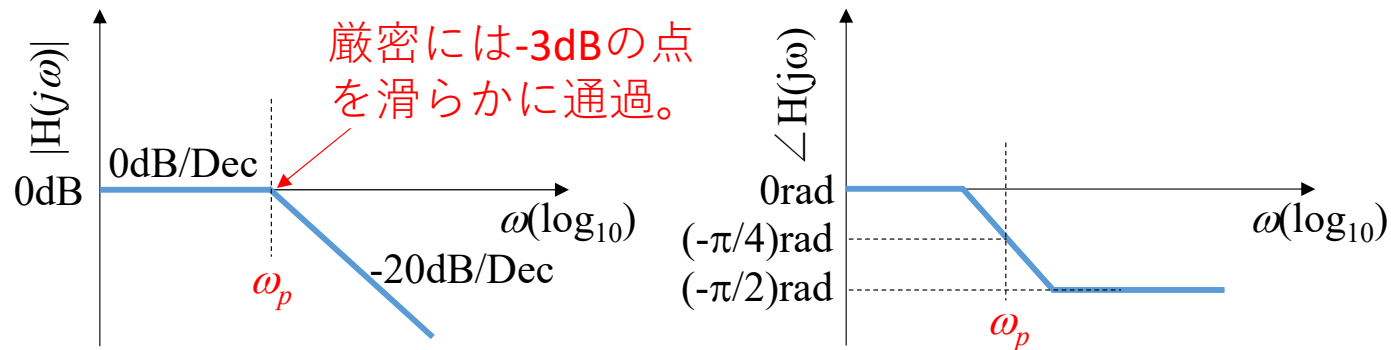 |H(jω)|
厳密には-3dBの点
を滑らかに通過。
0dB/Dec
0dB
ω(log₁₀)
-20dB/Dec
ωₚ
∠H(jω)
0rad
ω(log₁₀)
(-π/4)rad
(-π/2)rad
ωₚ